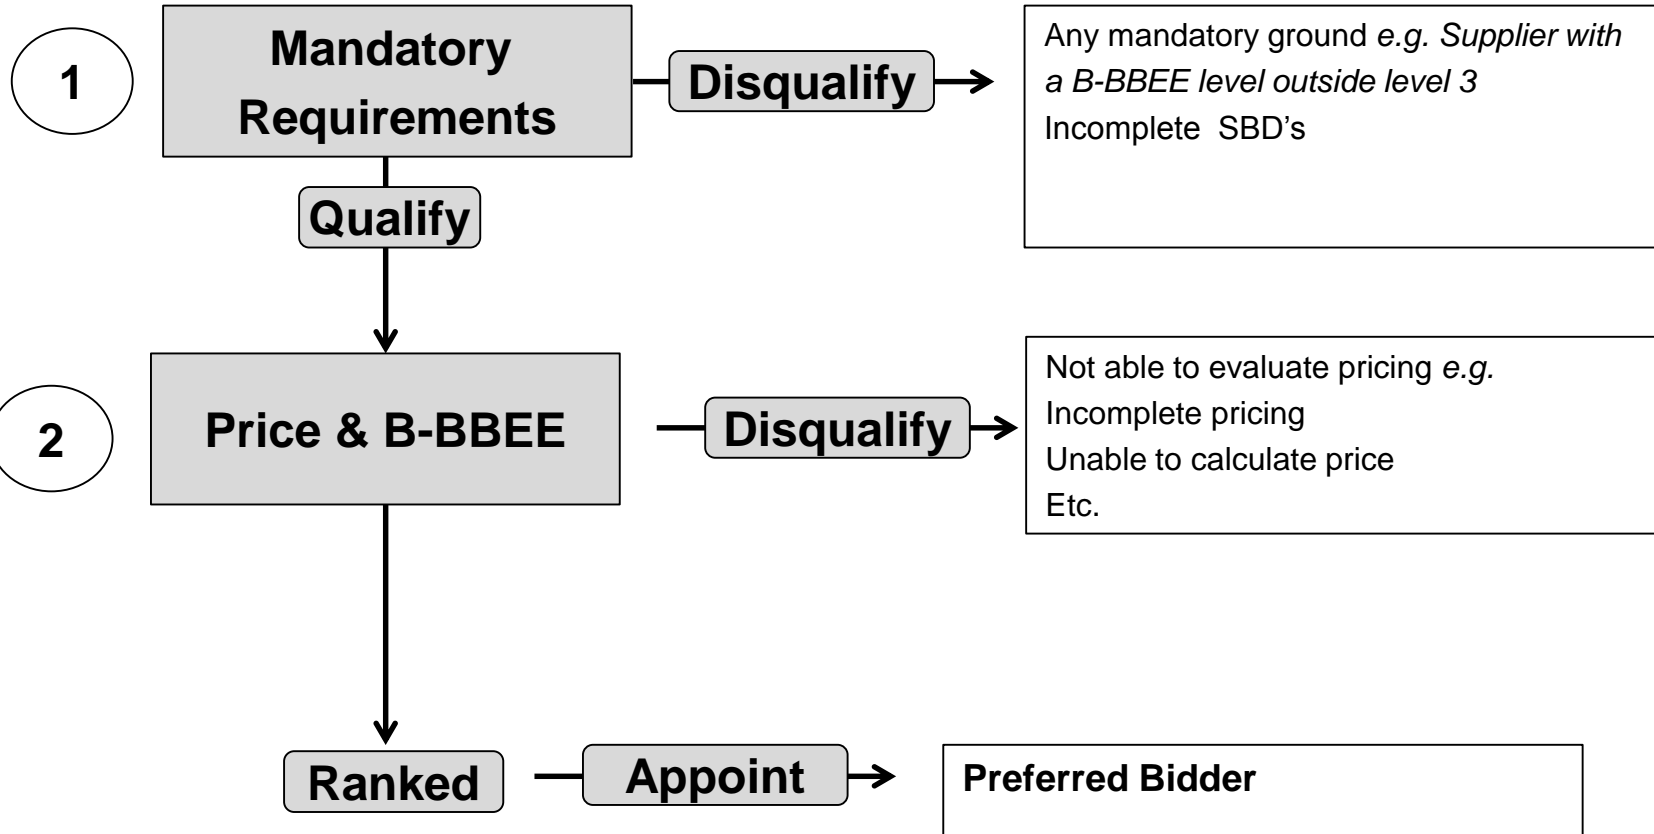 1
Mandatory
Requirements
Disqualify
Any mandatory ground e.g. Supplier with
a B-BBEE level outside level 3
Incomplete SBD's
Qualify
2
Price & B-BBEE
Disqualify
Not able to evaluate pricing e.g.
Incomplete pricing
Unable to calculate price
Etc.
Ranked
Appoint
Preferred Bidder